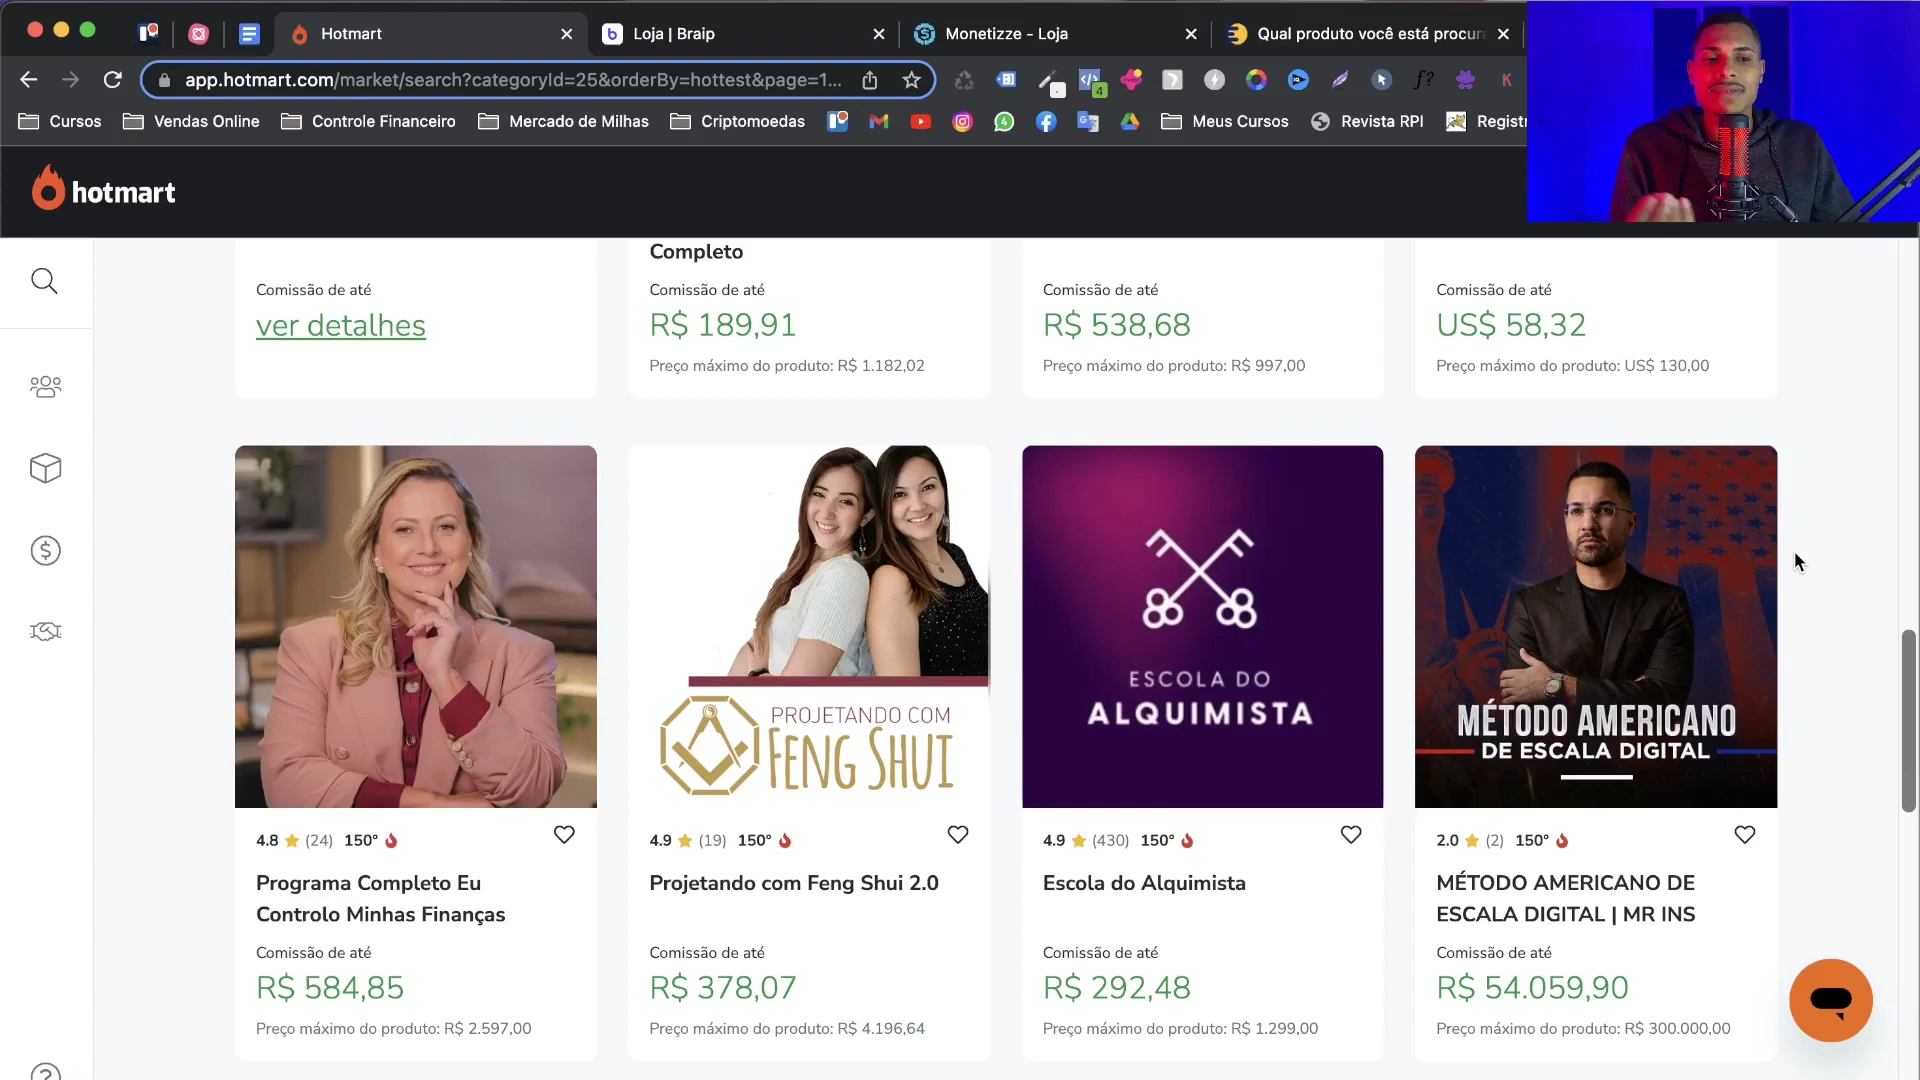 Hotmart
Loja | Braip
Monetizze - Loja
Qual produto você está procura
app.hotmart.com/market/search?categoryId=25&orderBy=hottest&page=1...
4
Cursos
Vendas Online
Controle Financeiro
Mercado de Milhas
Criptomoedas
Meus Cursos
Revista RPI
Registr
hotmart
Completo
Comissão de até
Comissão de até
Comissão de até
Comissão de até
ver detalhes
R$ 189,91
R$ 538,68
US$ 58,32
Preço máximo do produto: R$ 1.182,02
Preço máximo do produto: R$ 997,00
Preço máximo do produto: US$ 130,00
PROJETANDO COM
FENG SHUI
ESCOLA DO
ALQUIMISTA
MÉTODO AMERICANO
DE ESCALA DIGITAL
4.8 (24) 150°
4.9 (19) 150°
4.9 (430) 150°
2.0 (2) 150°
Programa Completo Eu
Controlo Minhas Finanças
Projetando com Feng Shui 2.0
Escola do Alquimista
MÉTODO AMERICANO DE
ESCALA DIGITAL | MR INS
Comissão de até
Comissão de até
Comissão de até
Comissão de até
R$ 584,85
R$ 378,07
R$ 292,48
R$ 54.059,90
Preço máximo do produto: R$ 2.597,00
Preço máximo do produto: R$ 4.196,64
Preço máximo do produto: R$ 1.299,00
Preço máximo do produto: R$ 300.000,00